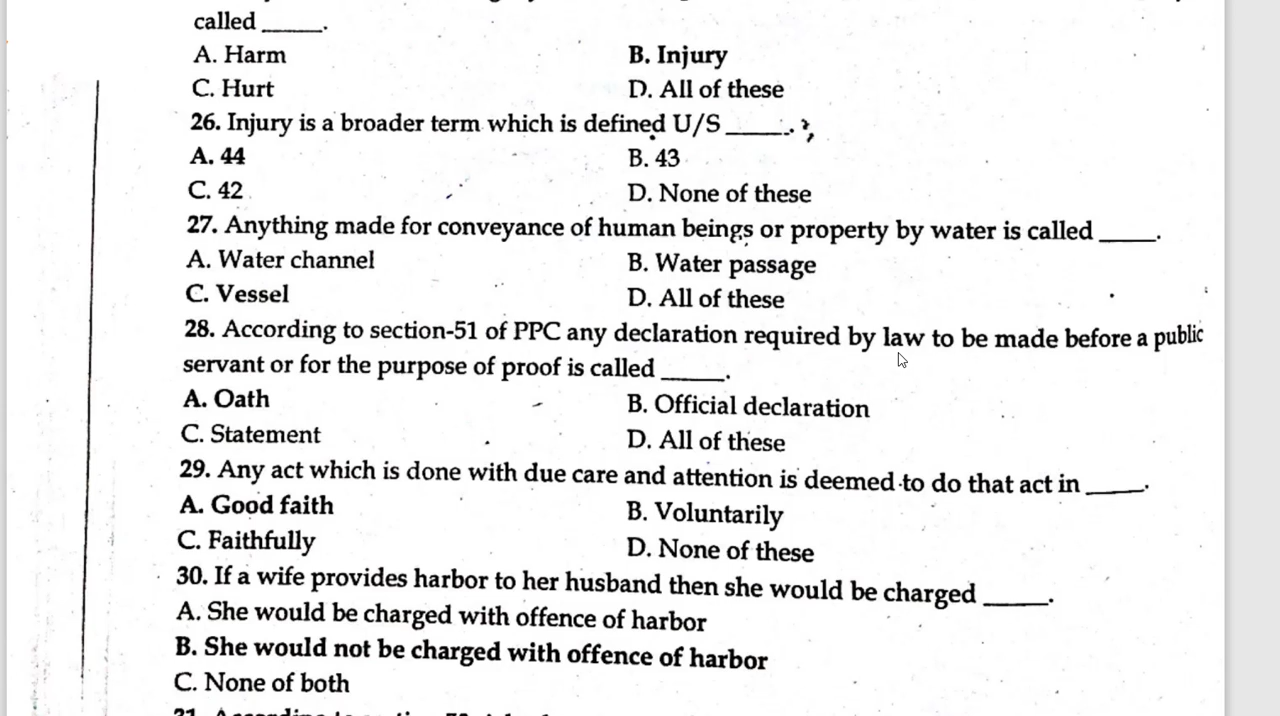 called _____.
A. Harm B. Injury
C. Hurt D. All of these
26. Injury is a broader term which is defined U/S _____.
A. 44 B. 43
C. 42 D. None of these
27. Anything made for conveyance of human beings or property by water is called _____.
A. Water channel B. Water passage
C. Vessel D. All of these
28. According to section-51 of PPC any declaration required by law to be made before a public
servant or for the purpose of proof is called _____.
A. Oath B. Official declaration
C. Statement D. All of these
29. Any act which is done with due care and attention is deemed to do that act in _____.
A. Good faith B. Voluntarily
C. Faithfully D. None of these
30. If a wife provides harbor to her husband then she would be charged _____.
A. She would be charged with offence of harbor
B. She would not be charged with offence of harbor
C. None of both
31. According